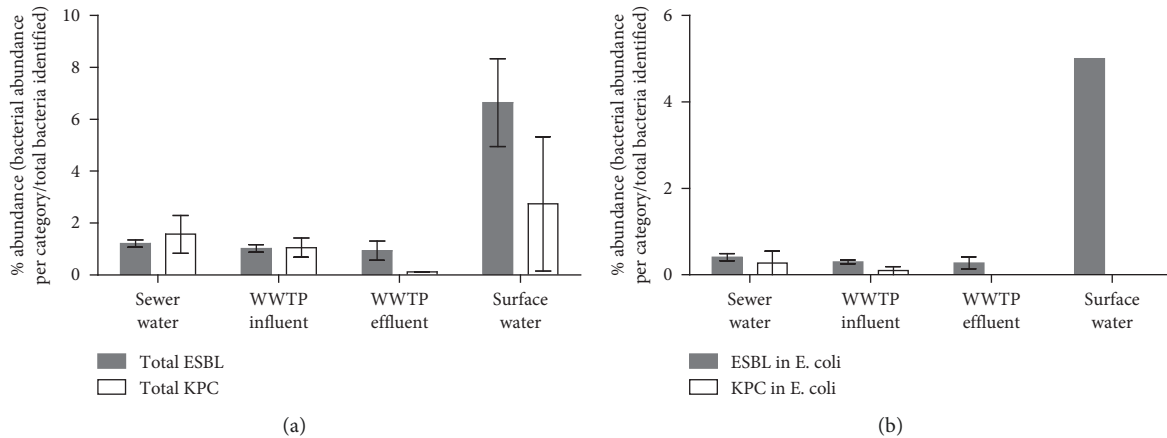 % abundance (bacterial abundance
per category/total bacteria identified)
10
8
6
4
2
0
Sewer
water
WWTP
influent
WWTP
effluent
Surface
water
Total ESBL
Total KPC
(a)
% abundance (bacterial abundance
per category/total bacteria identified)
6
4
2
0
Sewer
water
WWTP
influent
WWTP
effluent
Surface
water
ESBL in E. coli
KPC in E. coli
(b)